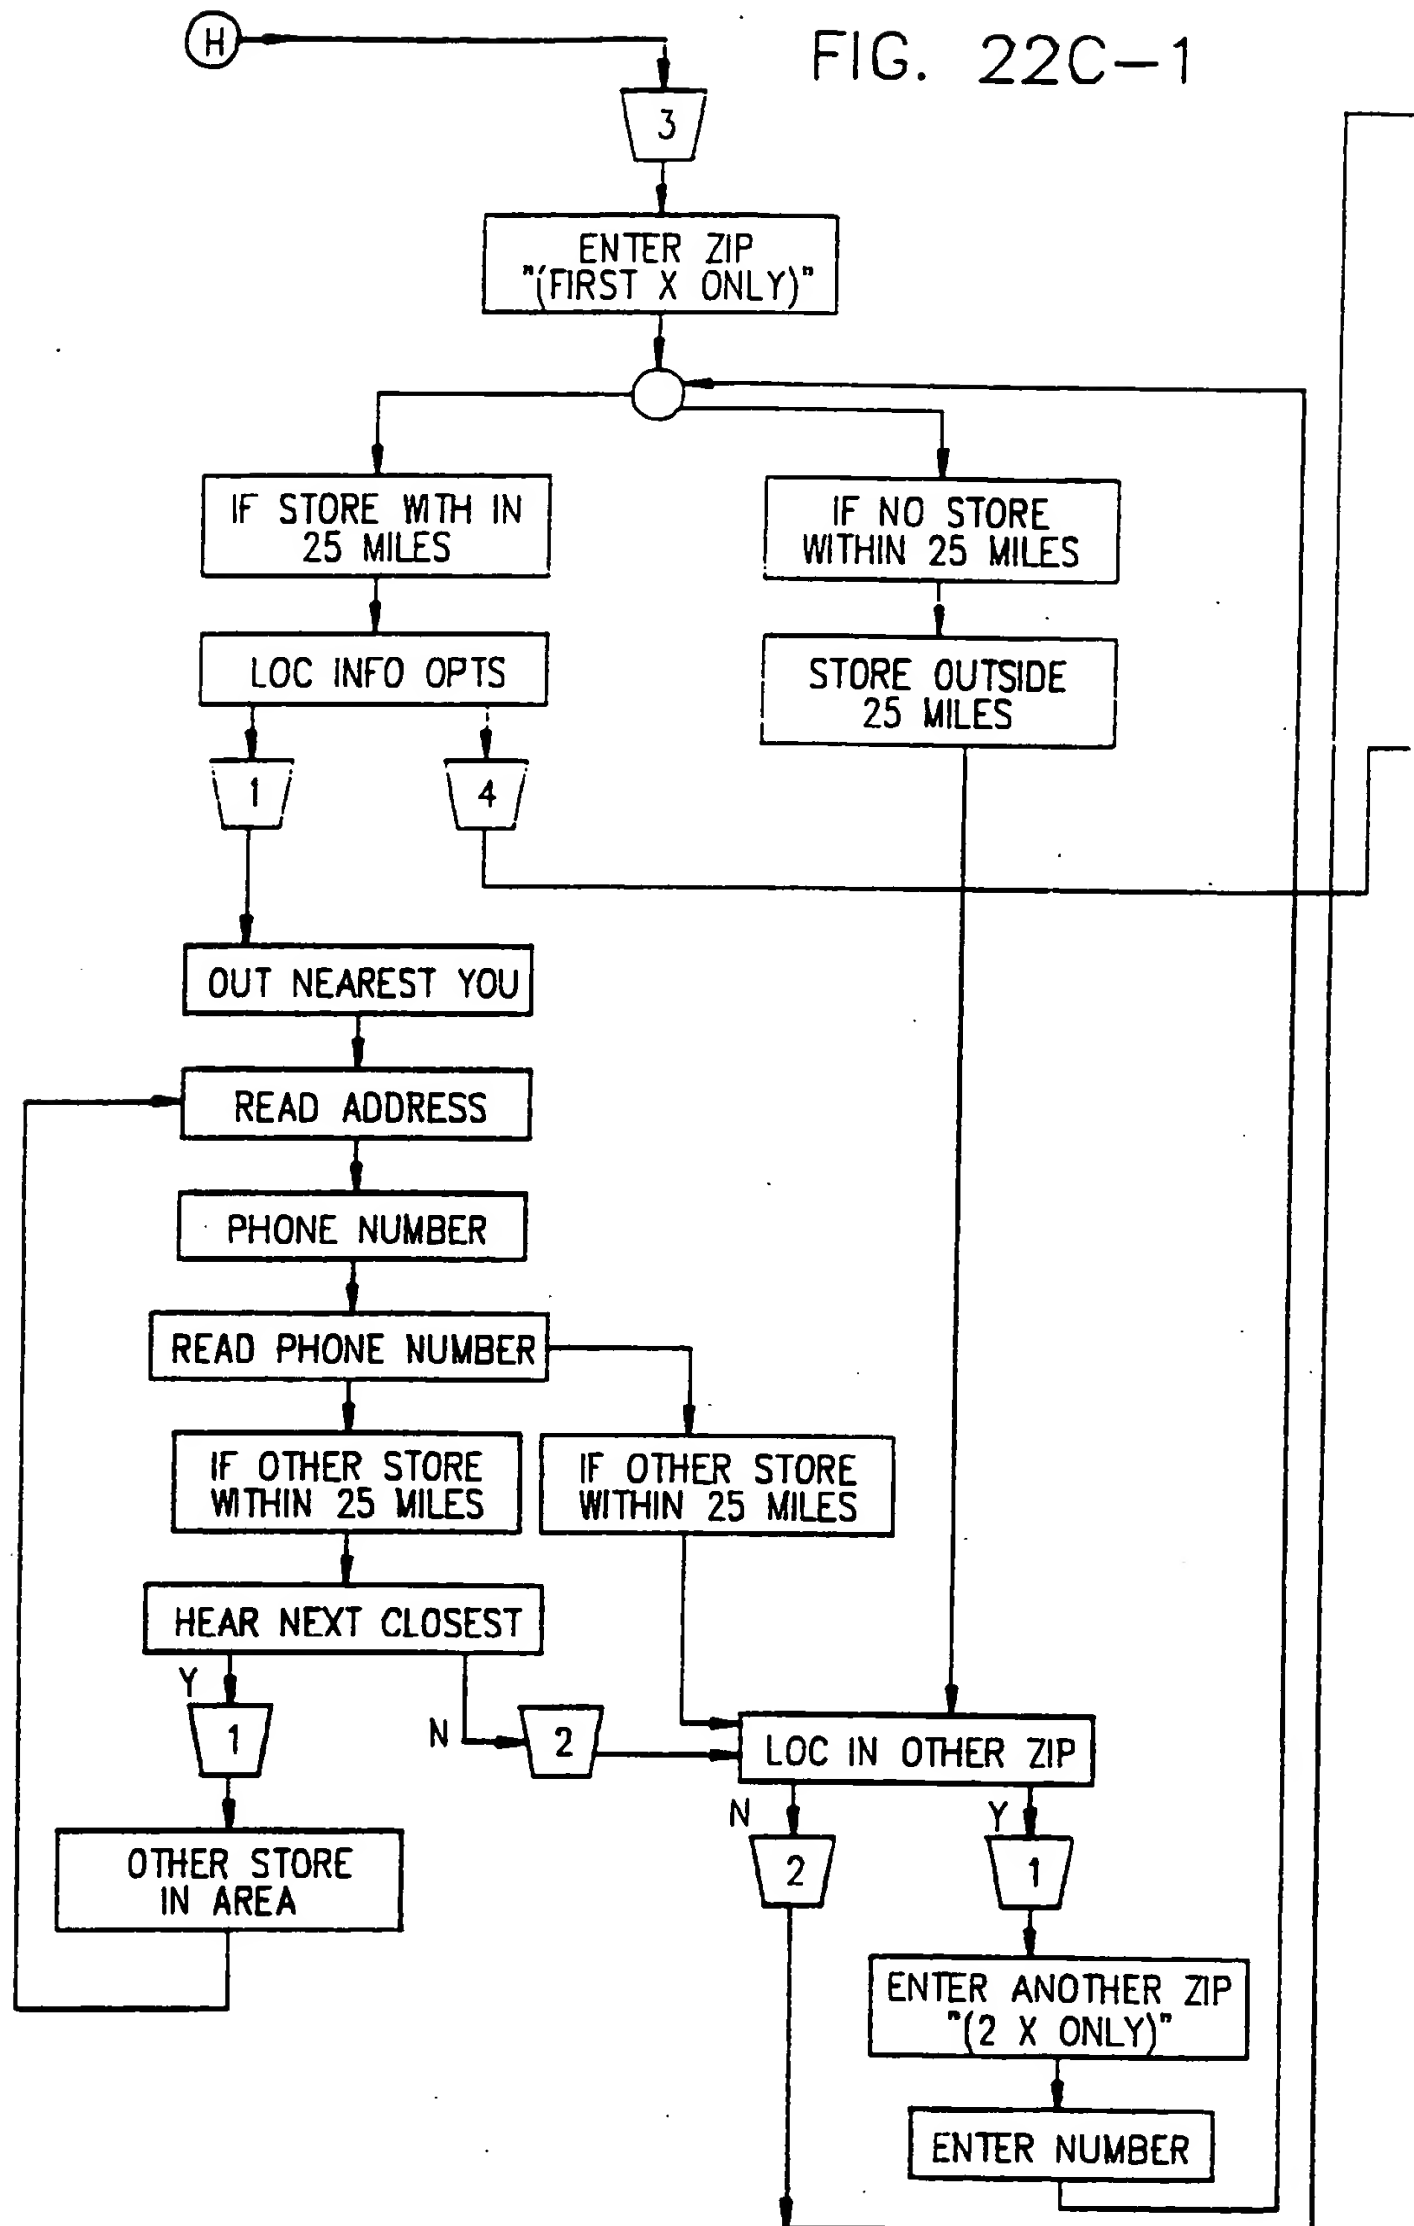 H
FIG. 22C-1
3
ENTER ZIP
"(FIRST X ONLY)"
IF STORE WITH IN
25 MILES
IF NO STORE
WITHIN 25 MILES
LOC INFO OPTS
STORE OUTSIDE
25 MILES
1
4
OUT NEAREST YOU
READ ADDRESS
PHONE NUMBER
READ PHONE NUMBER
IF OTHER STORE
WITHIN 25 MILES
IF OTHER STORE
WITHIN 25 MILES
HEAR NEXT CLOSEST
Y
1
N
2
LOC IN OTHER ZIP
N
2
Y
1
OTHER STORE
IN AREA
ENTER ANOTHER ZIP
"(2 X ONLY)"
ENTER NUMBER